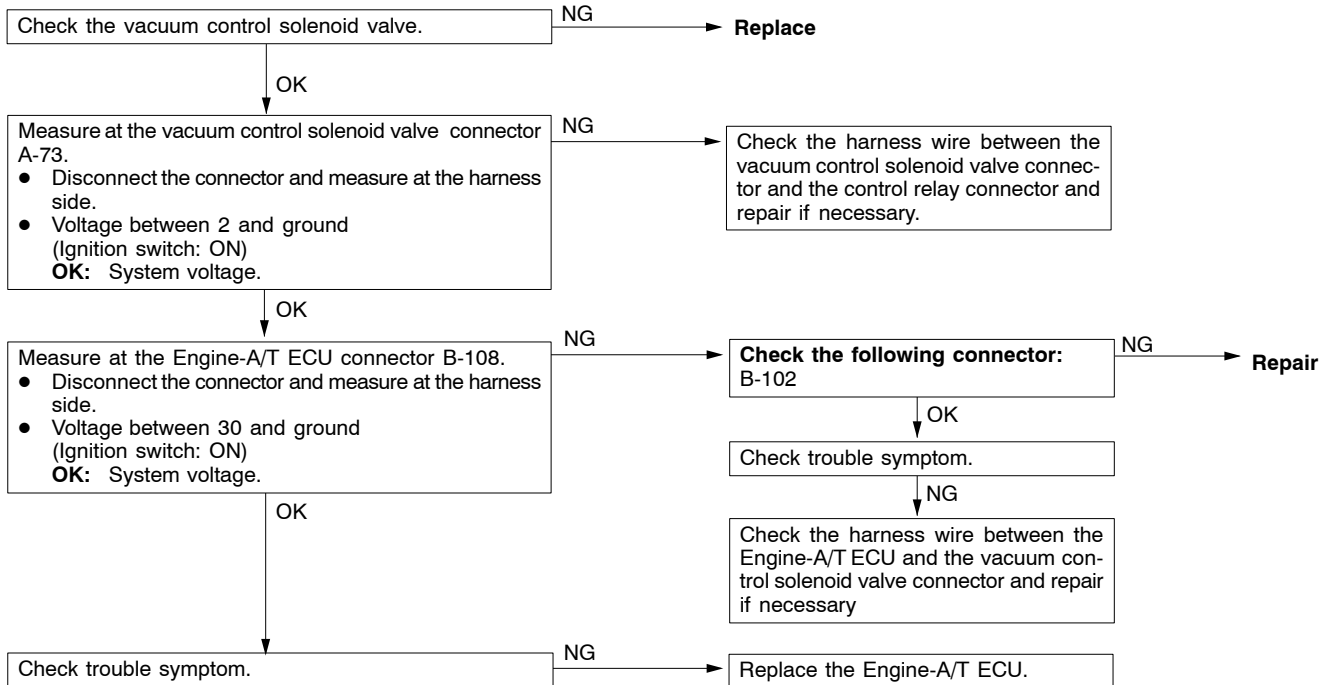 Check the vacuum control solenoid valve.
NG
Replace
OK
Measure at the vacuum control solenoid valve connector
A-73.
● Disconnect the connector and measure at the harness
side.
● Voltage between 2 and ground
(Ignition switch: ON)
OK: System voltage.
NG
Check the harness wire between the
vacuum control solenoid valve connec-
tor and the control relay connector and
repair if necessary.
OK
Measure at the Engine-A/T ECU connector B-108.
● Disconnect the connector and measure at the harness
side.
● Voltage between 30 and ground
(Ignition switch: ON)
OK: System voltage.
NG
Check the following connector:
B-102
NG
Repair
OK
Check trouble symptom.
NG
Check the harness wire between the
Engine-A/T ECU and the vacuum con-
trol solenoid valve connector and repair
if necessary
OK
Check trouble symptom.
NG
Replace the Engine-A/T ECU.